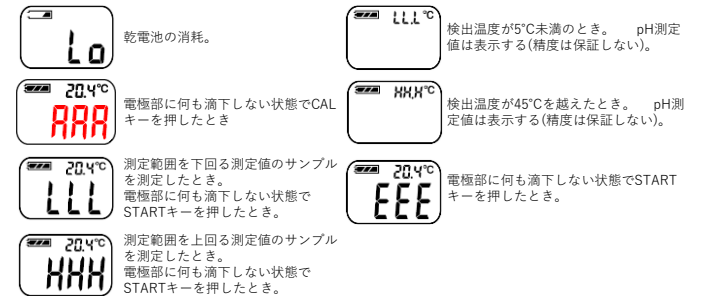 Lo
乾電池の消耗。
20.4℃
AAA
電極部に何も滴下しない状態でCAL
キーを押したとき
20.4℃
LLL
測定範囲を下回る測定値のサンプル
を測定したとき。
電極部に何も滴下しない状態で
STARTキーを押したとき。
20.4℃
HHH
測定範囲を上回る測定値のサンプル
を測定したとき。
電極部に何も滴下しない状態で
STARTキーを押したとき。
LL.L℃
検出温度が5℃未満のとき。 pH測定
値は表示する(精度は保証しない)。
HH.H℃
検出温度が45℃を越えたとき。 pH測
定値は表示する(精度は保証しない)。
20.4℃
EEE
電極部に何も滴下しない状態でSTART
キーを押したとき。